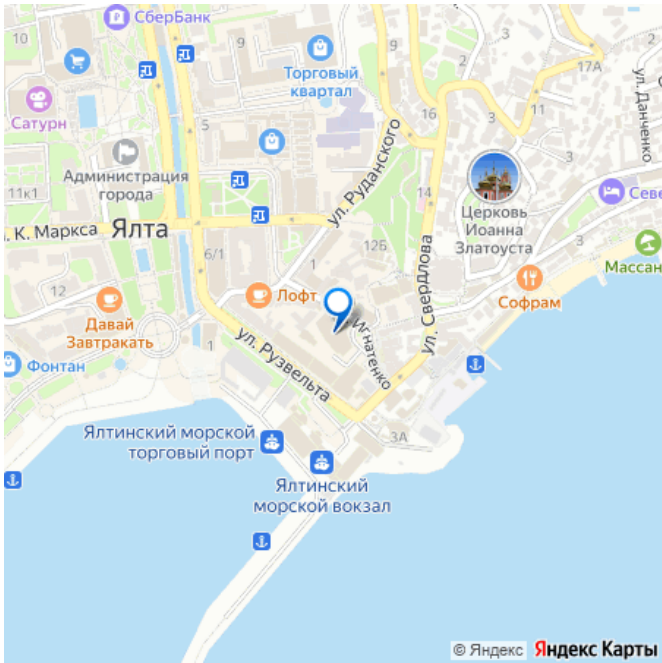 СберБанк
10
9
9
17А
Торговый
квартал
Сатурн
16
11
3
ул. Данченко
5
2
ул. Руданского
Администрация
города
11к1
14
Церковь
Иоанна
Златоуста
Севе
К. Маркса
Ялта
12Б
6/1
1
ул. Свердлова
Массан
12
Лофт
Софрам
Давай
Завтракать
Игнатенко
Фонтан
1
ул. Рузвельта
3А
Ялтинский морской
торговый порт
Ялтинский
морской вокзал
© Яндекс Яндекс Карты